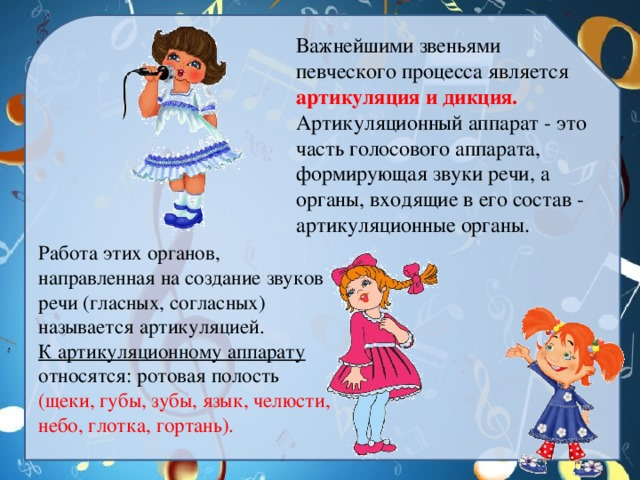 Важнейшими звеньями
певческого процесса является
артикуляция и дикция.
Артикуляционный аппарат - это
часть голосового аппарата,
формирующая звуки речи, а
органы, входящие в его состав -
артикуляционные органы.
Работа этих органов,
направленная на создание звуков
речи (гласных, согласных)
называется артикуляцией.
К артикуляционному аппарату
относятся: ротовая полость
(щеки, губы, зубы, язык, челюсти,
небо, глотка, гортань).